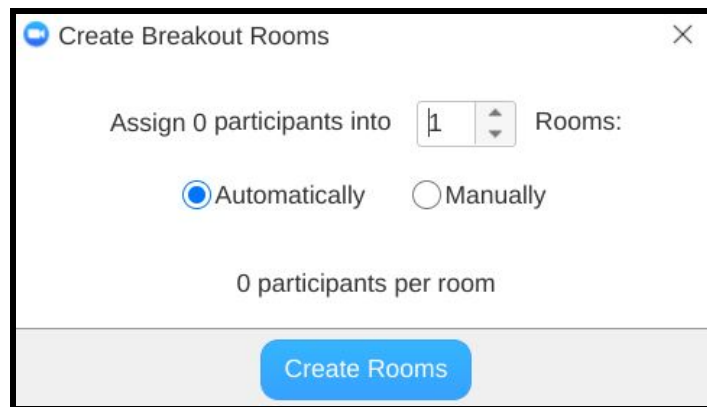 Create Breakout Rooms
Assign 0 participants into 1 Rooms:
Automatically Manually
0 participants per room
Create Rooms